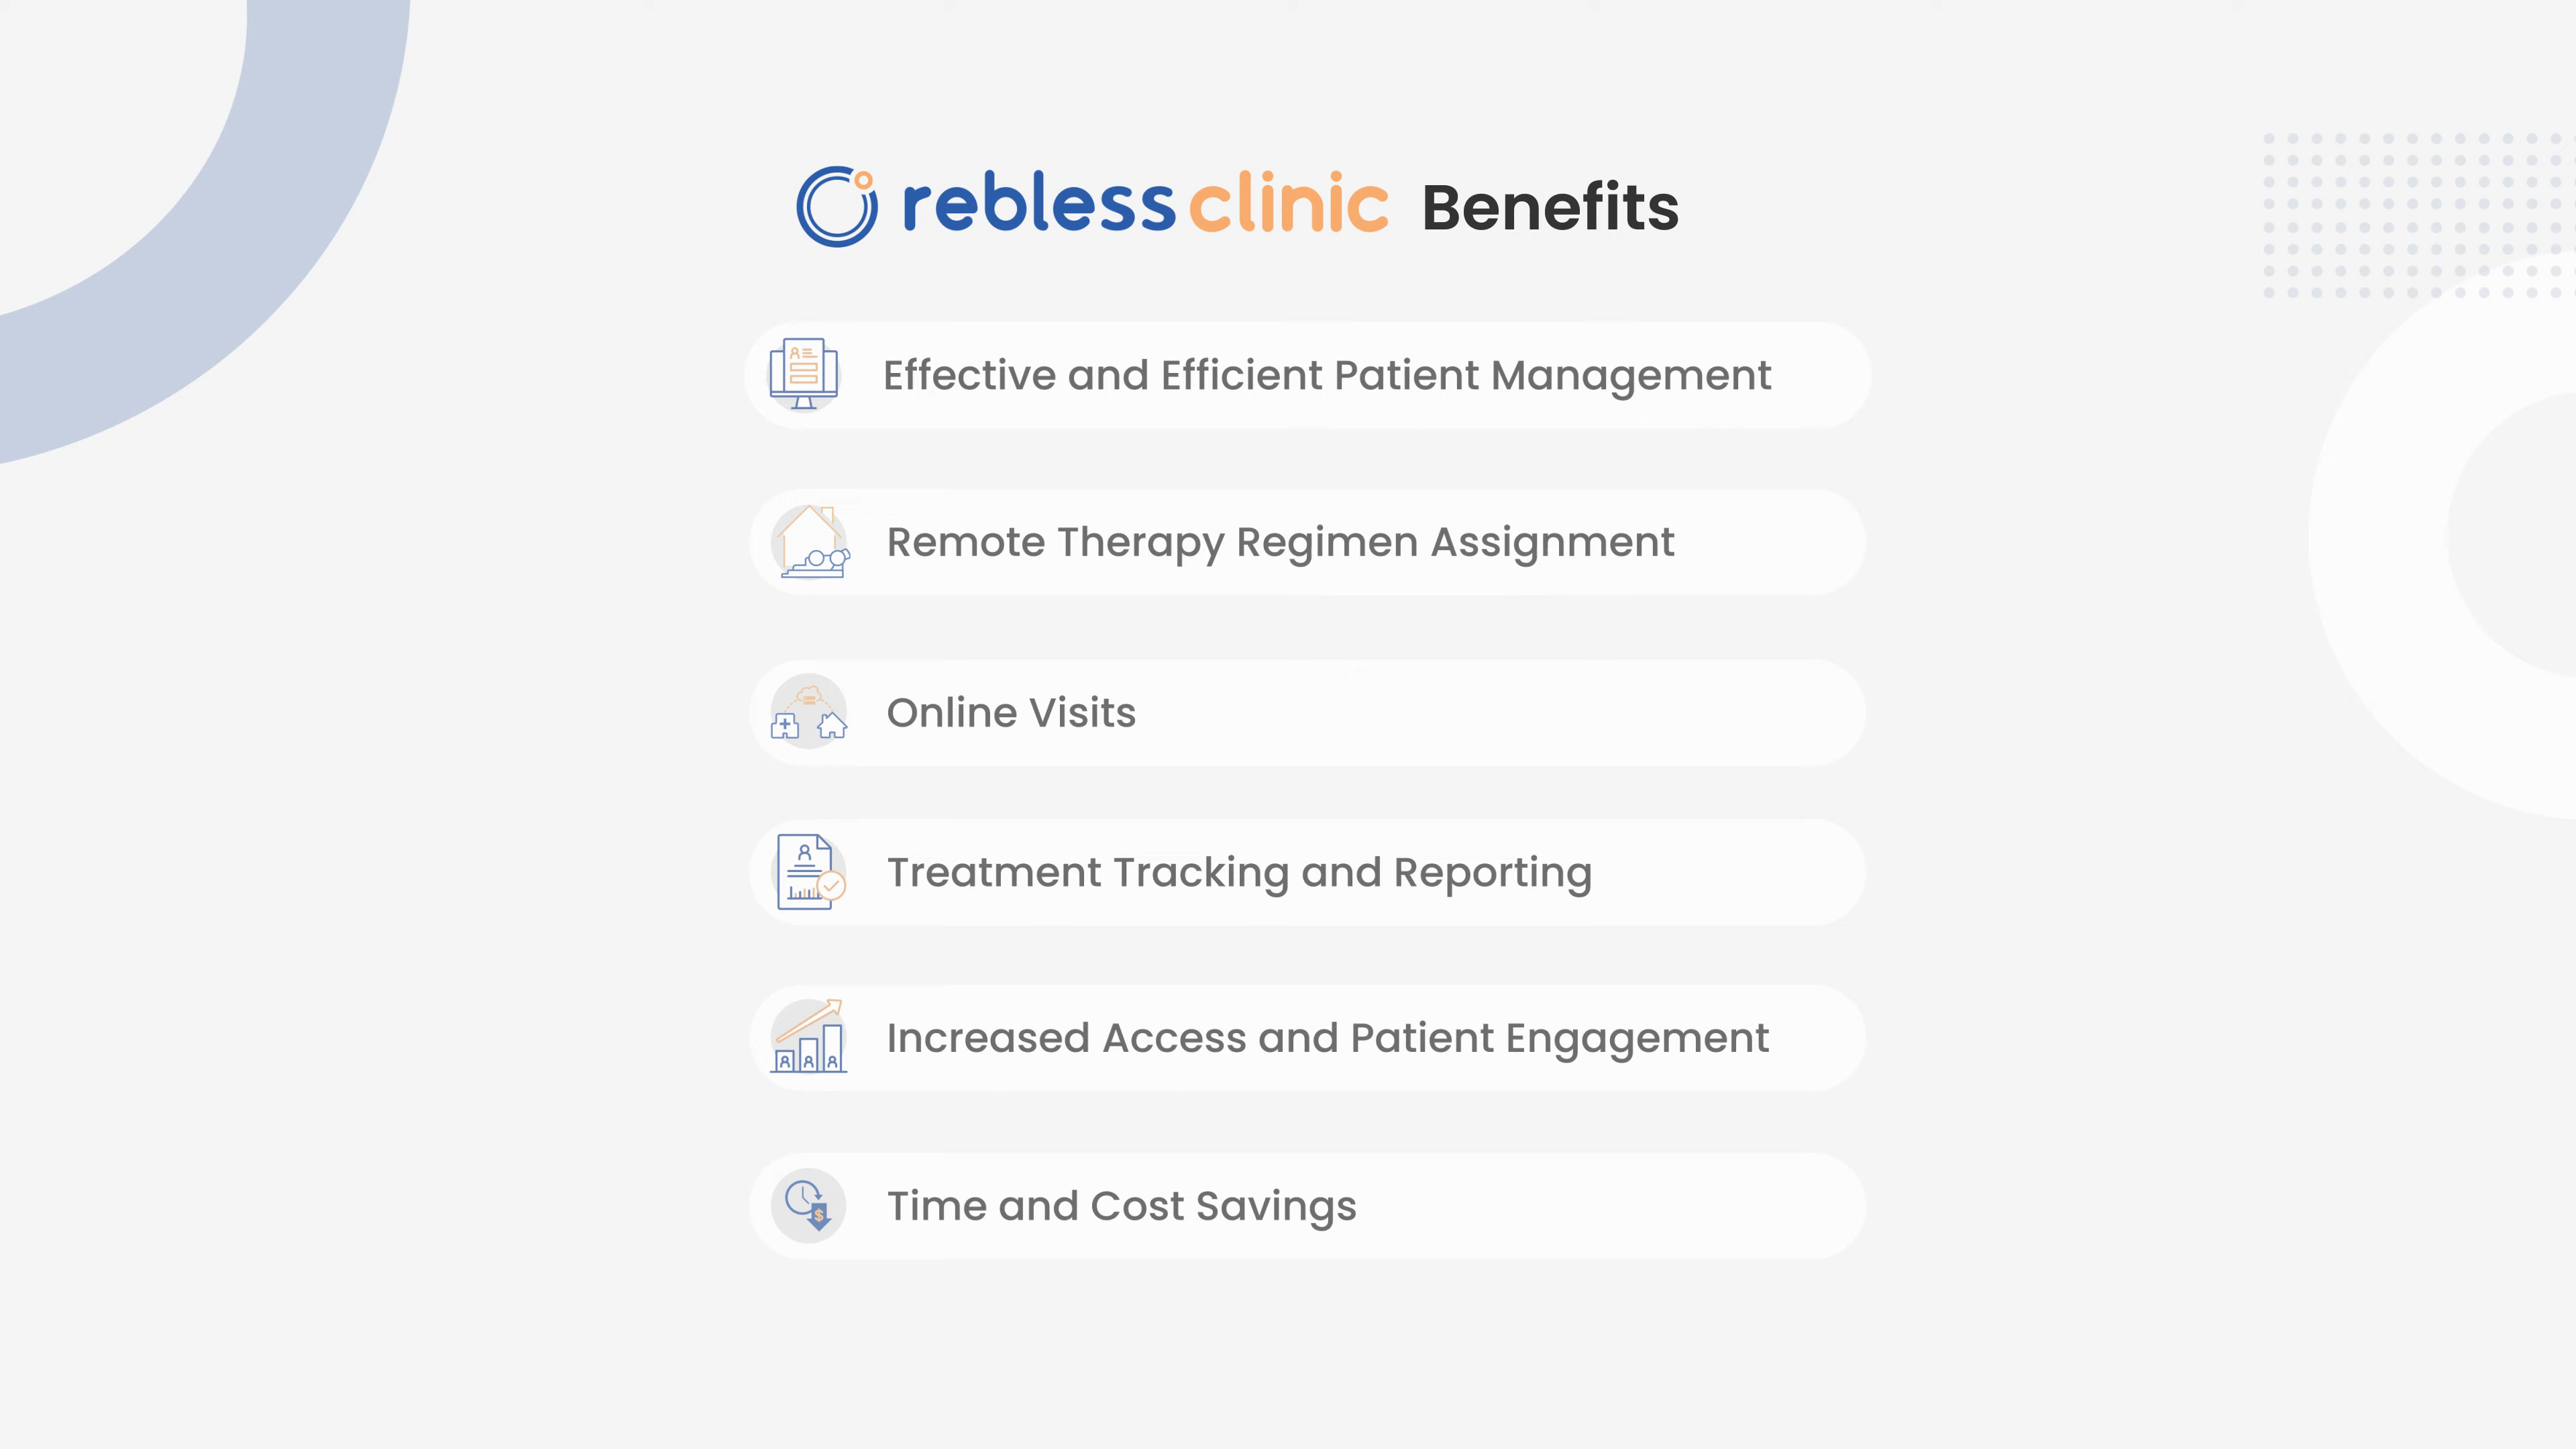 rebless clinic Benefits
Effective and Efficient Patient Management
Remote Therapy Regimen Assignment
Online Visits
Treatment Tracking and Reporting
Increased Access and Patient Engagement
$
Time and Cost Savings